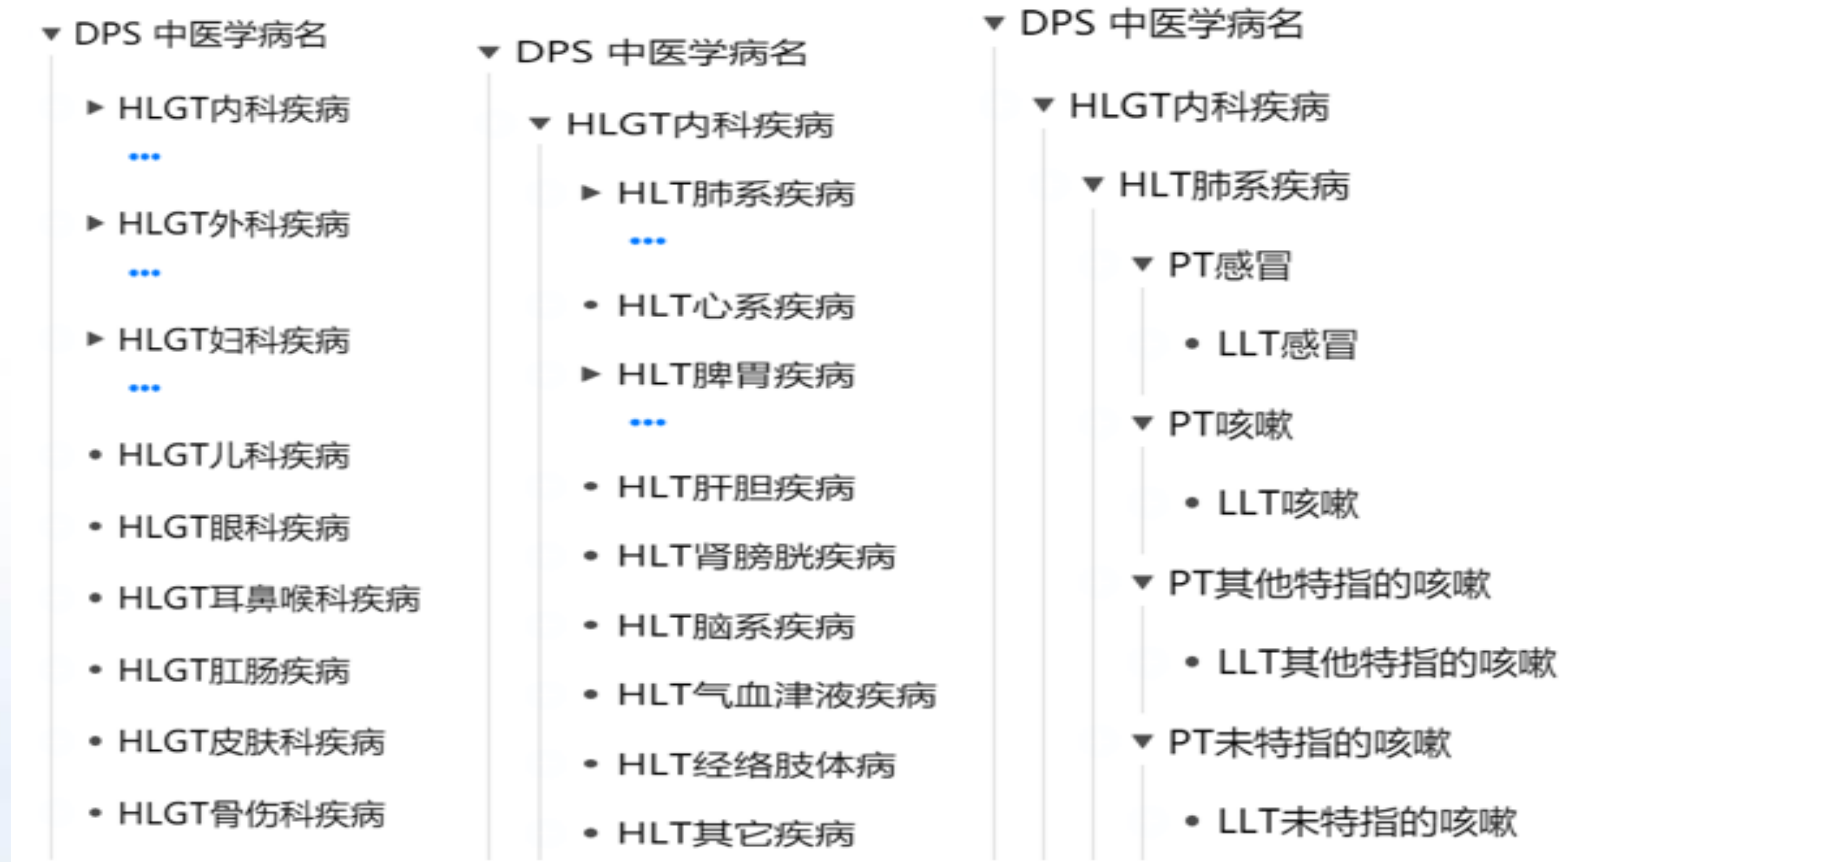 DPS 中医学病名
HLGT内科疾病
HLGT外科疾病
HLGT妇科疾病
HLGT儿科疾病
HLGT眼科疾病
HLGT耳鼻喉科疾病
HLGT肛肠疾病
HLGT皮肤科疾病
HLGT骨伤科疾病
DPS 中医学病名
HLGT内科疾病
HLT肺系疾病
HLT心系疾病
HLT脾胃疾病
HLT肝胆疾病
HLT肾膀胱疾病
HLT脑系疾病
HLT气血津液疾病
HLT经络肢体病
HLT其它疾病
DPS 中医学病名
HLGT内科疾病
HLT肺系疾病
PT感冒
LLT感冒
PT咳嗽
LLT咳嗽
PT其他特指的咳嗽
LLT其他特指的咳嗽
PT未特指的咳嗽
LLT未特指的咳嗽